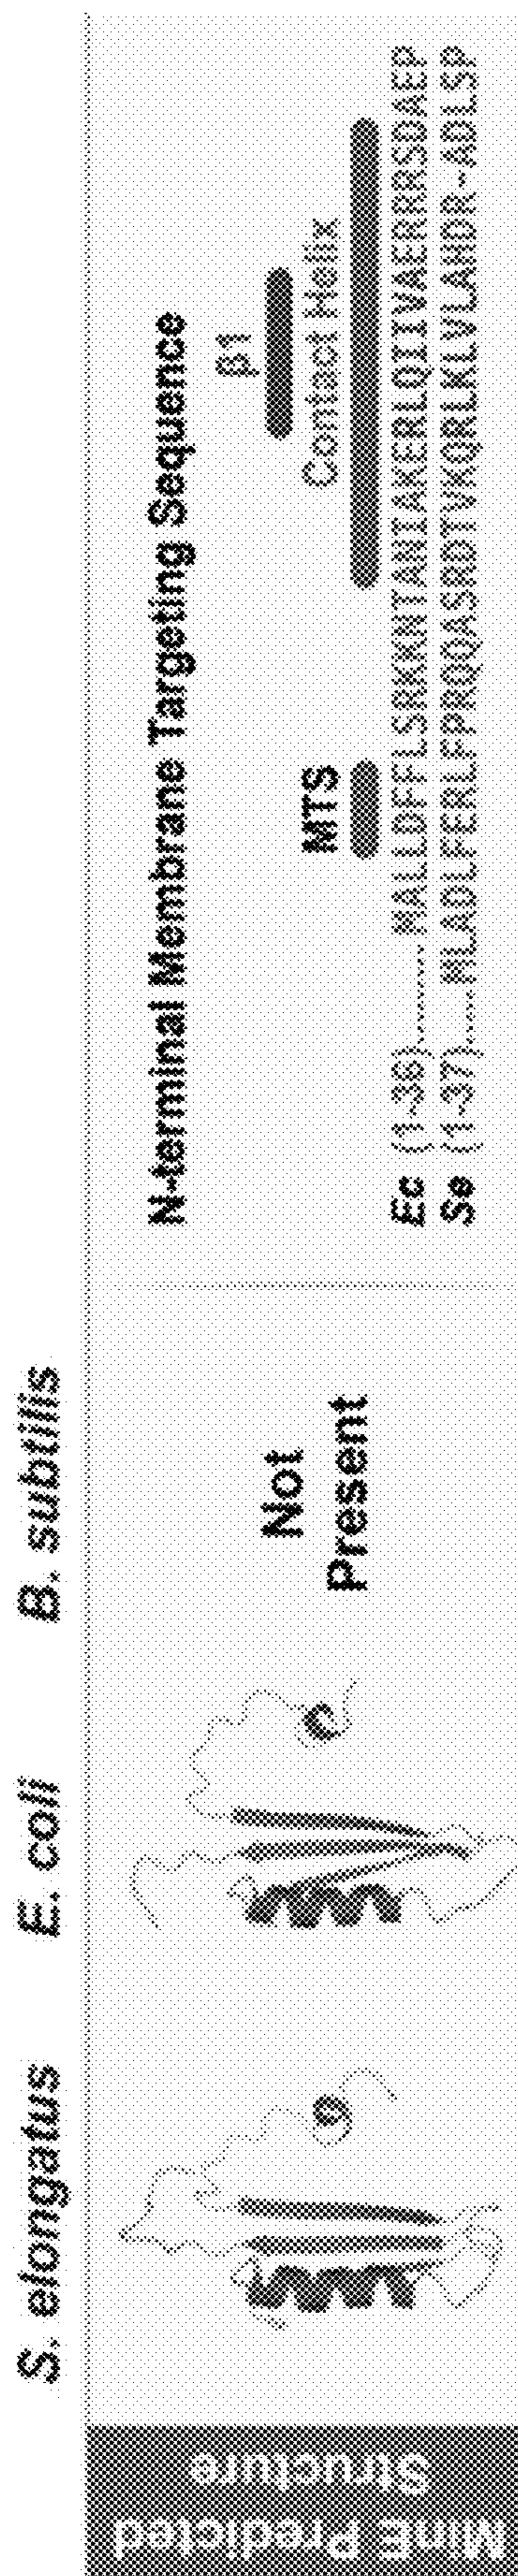 S. elongatus
E. coli
B. subtilis
MinE Predicted
Structure
Not
Present
N-terminal Membrane Targeting Sequence
β1
MTS
Contact Helix
Ec (1-36)........MALLDFFLSRKKNTANIAKERLQIIVAERRRSDAEP
Se (1-37).....MLADLFERLFPRQQASRDTVKQRLKLVLAHDR-ADLSP